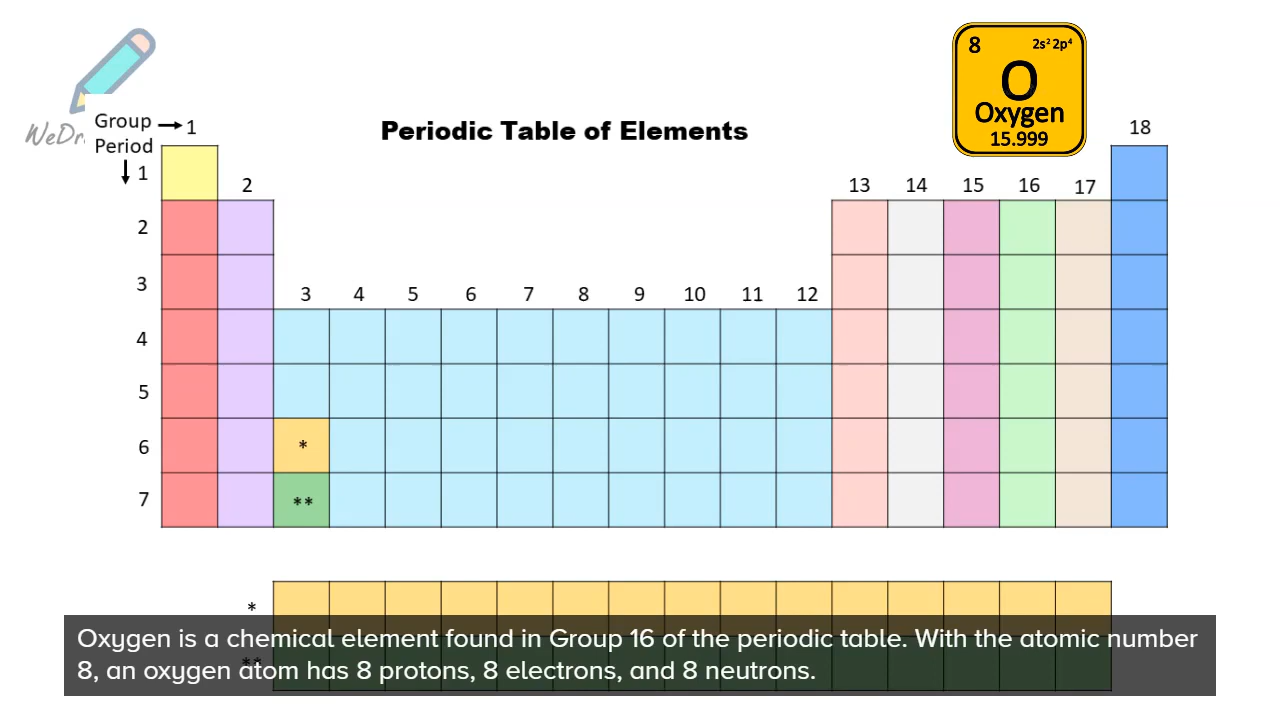 8 2s² 2p⁴
O
Oxygen
15.999
WeDr
Group → 1
Period
Periodic Table of Elements
18
1
2
13 14 15 16 17
2
3
3 4 5 6 7 8 9 10 11 12
4
5
6 *
7 **
*
**
Oxygen is a chemical element found in Group 16 of the periodic table. With the atomic number
8, an oxygen atom has 8 protons, 8 electrons, and 8 neutrons.